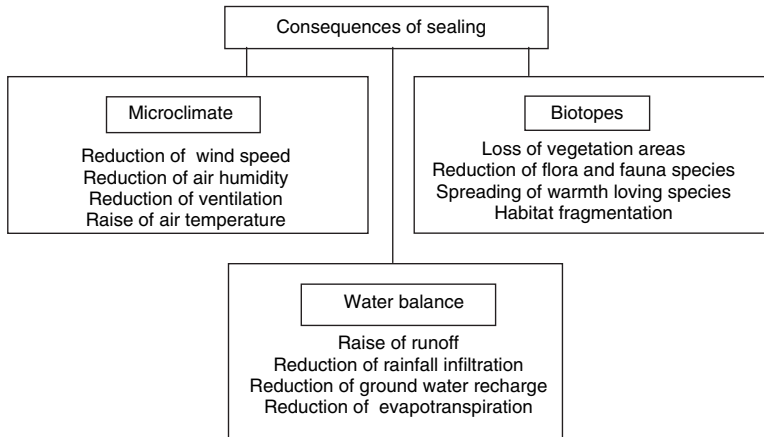 Consequences of sealing
Microclimate
Reduction of wind speed
Reduction of air humidity
Reduction of ventilation
Raise of air temperature
Biotopes
Loss of vegetation areas
Reduction of flora and fauna species
Spreading of warmth loving species
Habitat fragmentation
Water balance
Raise of runoff
Reduction of rainfall infiltration
Reduction of ground water recharge
Reduction of evapotranspiration